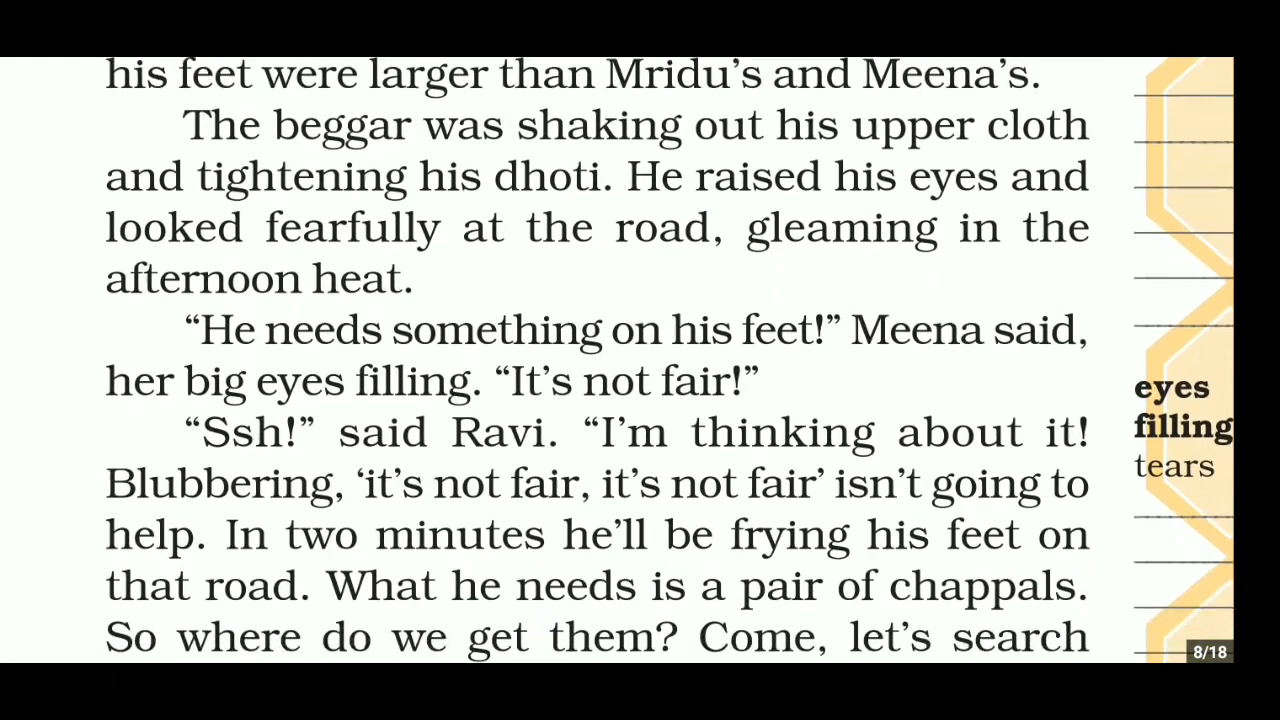 his feet were larger than Mridu’s and Meena’s.
The beggar was shaking out his upper cloth
and tightening his dhoti. He raised his eyes and
looked fearfully at the road, gleaming in the
afternoon heat.
“He needs something on his feet!” Meena said,
her big eyes filling. “It’s not fair!”
“Ssh!” said Ravi. “I’m thinking about it!
Blubbering, ‘it’s not fair, it’s not fair’ isn’t going to
help. In two minutes he’ll be frying his feet on
that road. What he needs is a pair of chappals.
So where do we get them? Come, let’s search
eyes
filling
tears
8/18